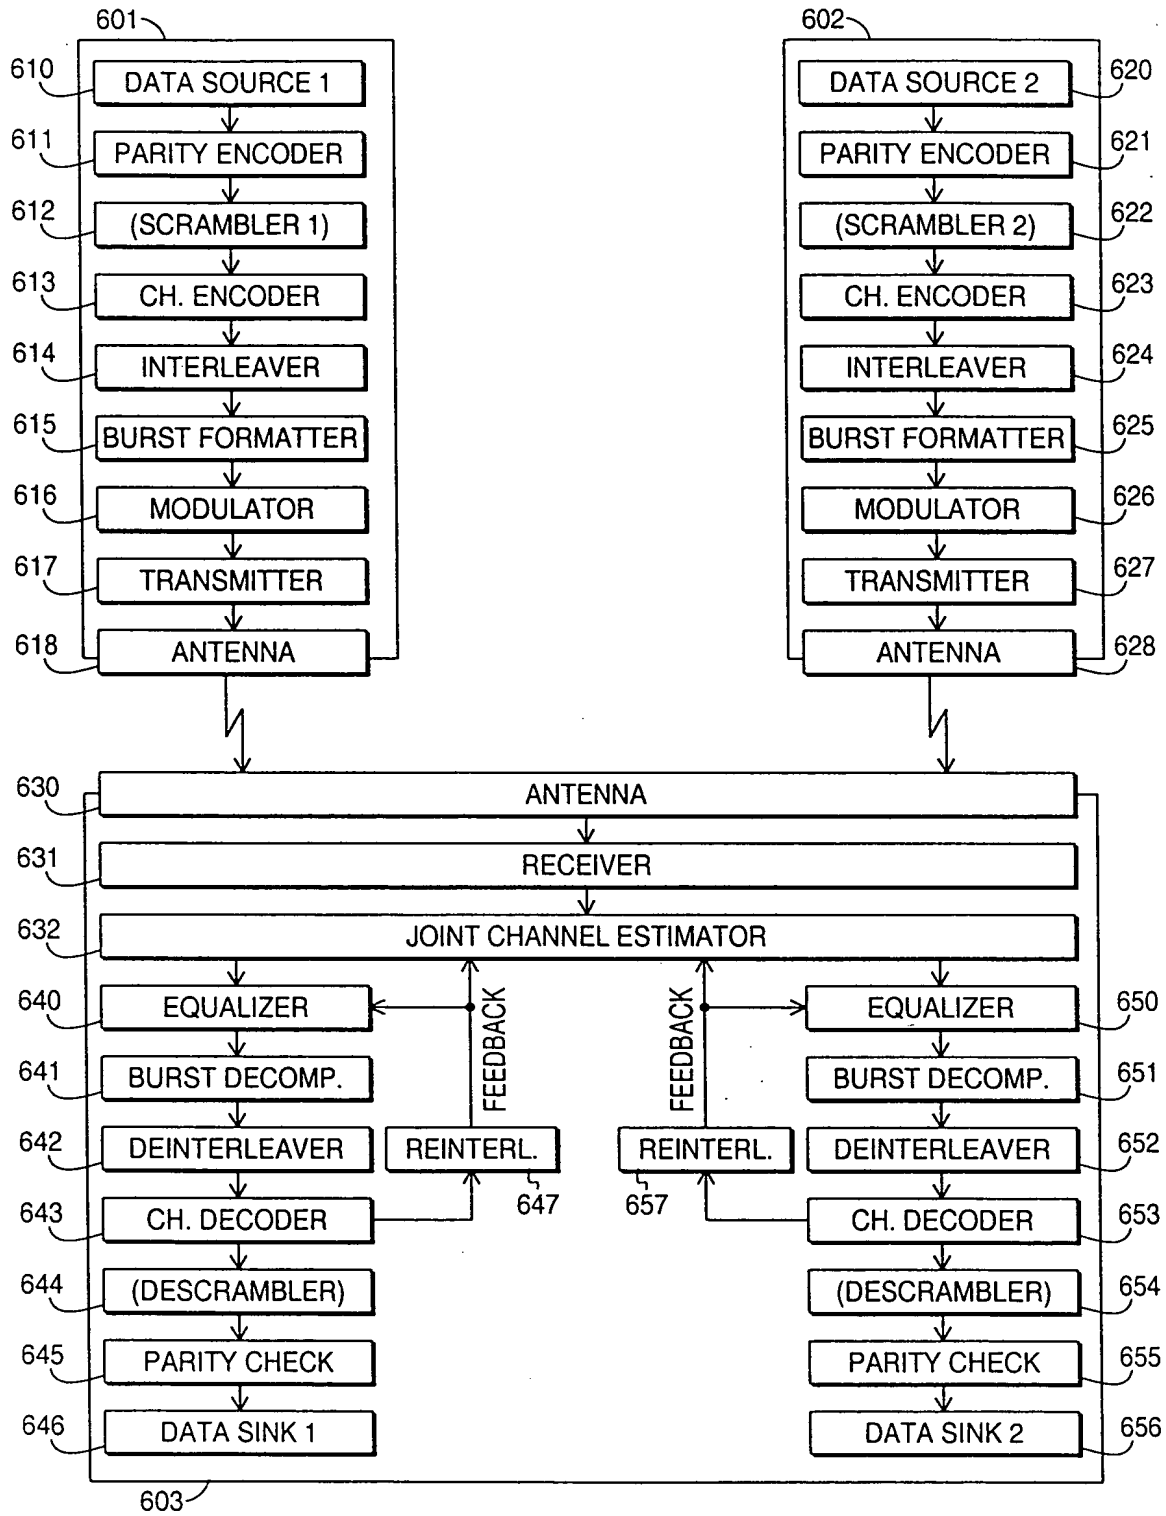 601
610 DATA SOURCE 1
611 PARITY ENCODER
612 (SCRAMBLER 1)
613 CH. ENCODER
614 INTERLEAVER
615 BURST FORMATTER
616 MODULATOR
617 TRANSMITTER
618 ANTENNA
602
DATA SOURCE 2 620
PARITY ENCODER 621
(SCRAMBLER 2) 622
CH. ENCODER 623
INTERLEAVER 624
BURST FORMATTER 625
MODULATOR 626
TRANSMITTER 627
ANTENNA 628
630 ANTENNA
631 RECEIVER
632 JOINT CHANNEL ESTIMATOR
640 EQUALIZER
641 BURST DECOMP.
642 DEINTERLEAVER
643 CH. DECODER
644 (DESCRAMBLER)
645 PARITY CHECK
646 DATA SINK 1
FEEDBACK
REINTERL.
647
FEEDBACK
REINTERL.
657
EQUALIZER 650
BURST DECOMP. 651
DEINTERLEAVER 652
CH. DECODER 653
(DESCRAMBLER) 654
PARITY CHECK 655
DATA SINK 2 656
603